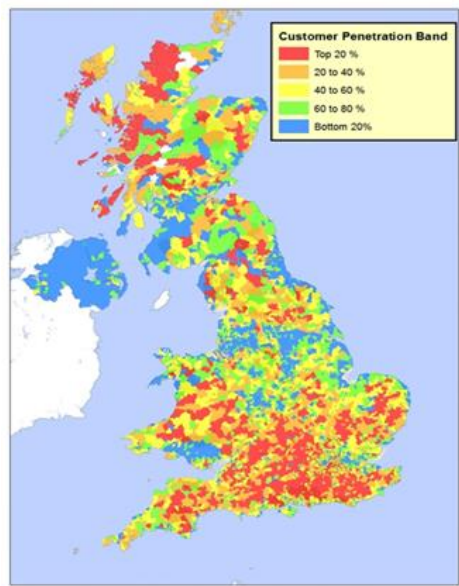 Customer Penetration Band
Top 20 %
20 to 40 %
40 to 60 %
60 to 80 %
Bottom 20%